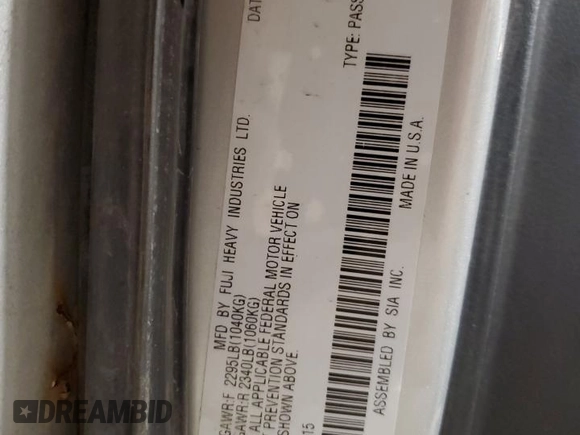 MFD BY FUJI HEAVY INDUSTRIES LTD.
DAT
GAWR:F 2295LB(1040KG)
GAWR:R 2340LB(1060KG)
ALL APPLICABLE FEDERAL MOTOR VEHICLE
PREVENTION STANDARDS IN EFFECT ON
SHOWN ABOVE.
15
TYPE: PASS
ASSEMBLED BY SIA INC.
MADE IN U.S.A.
DREAMBID